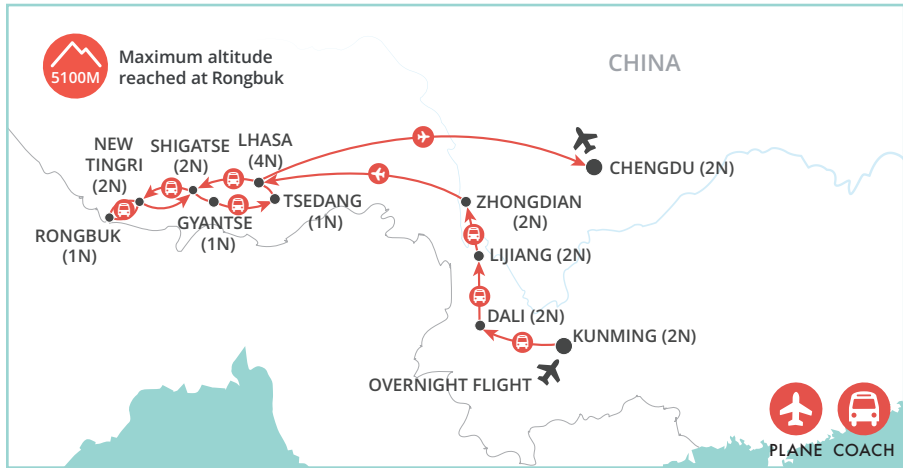 5100M
Maximum altitude
reached at Rongbuk
CHINA
NEW
TINGRI
(2N)
SHIGATSE
(2N)
LHASA
(4N)
CHENGDU (2N)
RONGBUK
(1N)
GYANTSE
(1N)
TSEDANG
(1N)
ZHONGDIAN
(2N)
LIJIANG (2N)
DALI (2N)
KUNMING (2N)
OVERNIGHT FLIGHT
PLANE
COACH